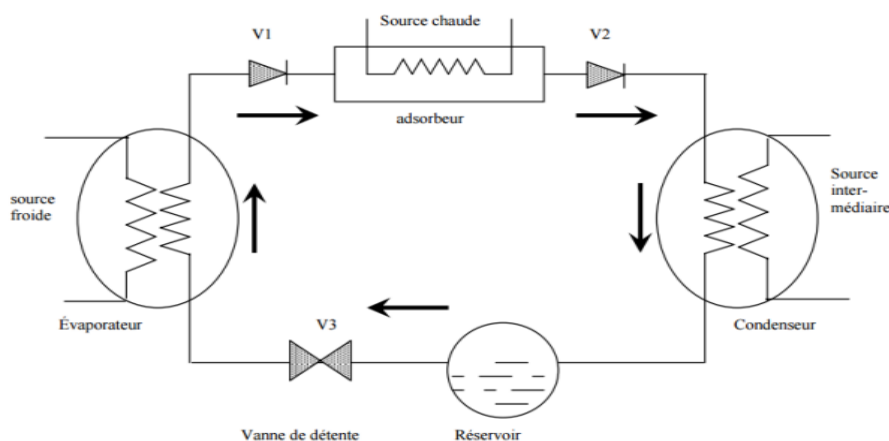 Source chaude
V1
V2
adsorbeur
source
froide
Source
inter-
médiaire
Évaporateur
V3
Condenseur
Vanne de détente
Réservoir